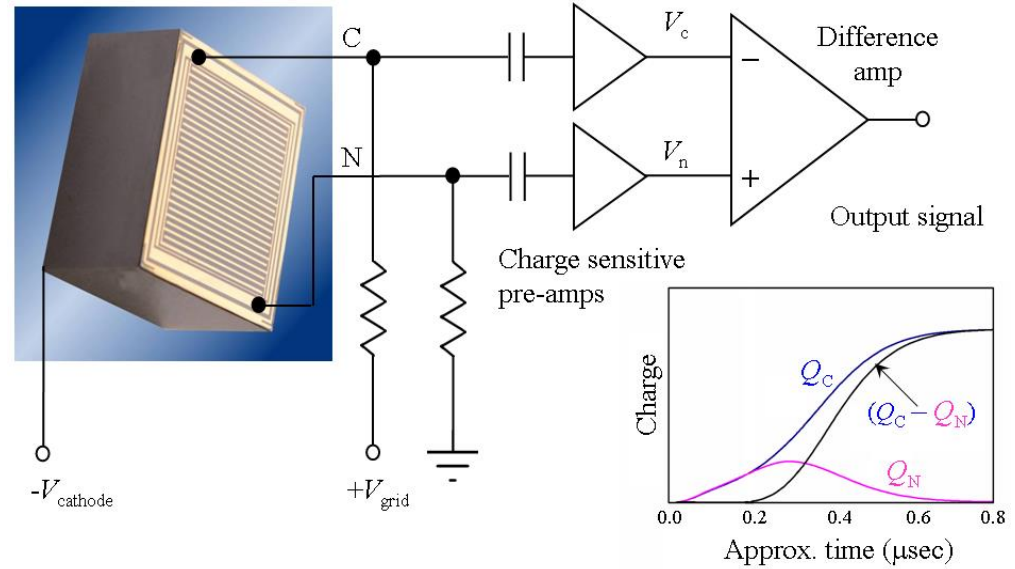 C
V_c
Difference
amp
−
N
V_n
+
Output signal
Charge sensitive
pre-amps
-V_cathode
+V_grid
Charge
Q_C
(Q_C − Q_N)
Q_N
0.0 0.2 0.4 0.6 0.8
Approx. time (μsec)